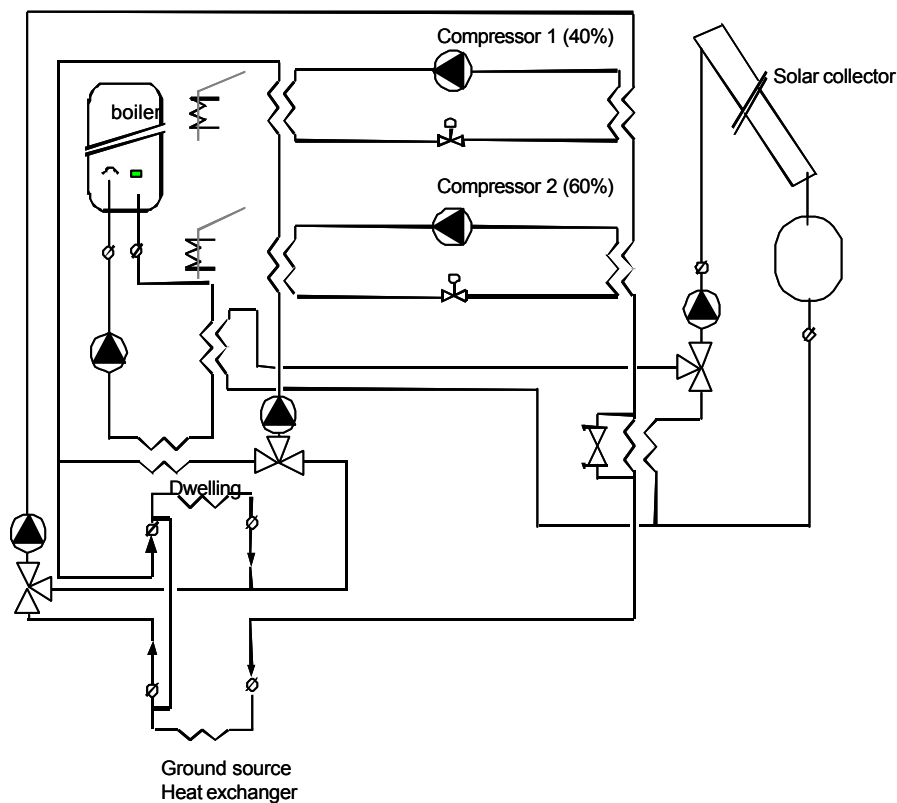 Compressor 1 (40%)
Solar collector
boiler
Compressor 2 (60%)
Dwelling
Ground source
Heat exchanger